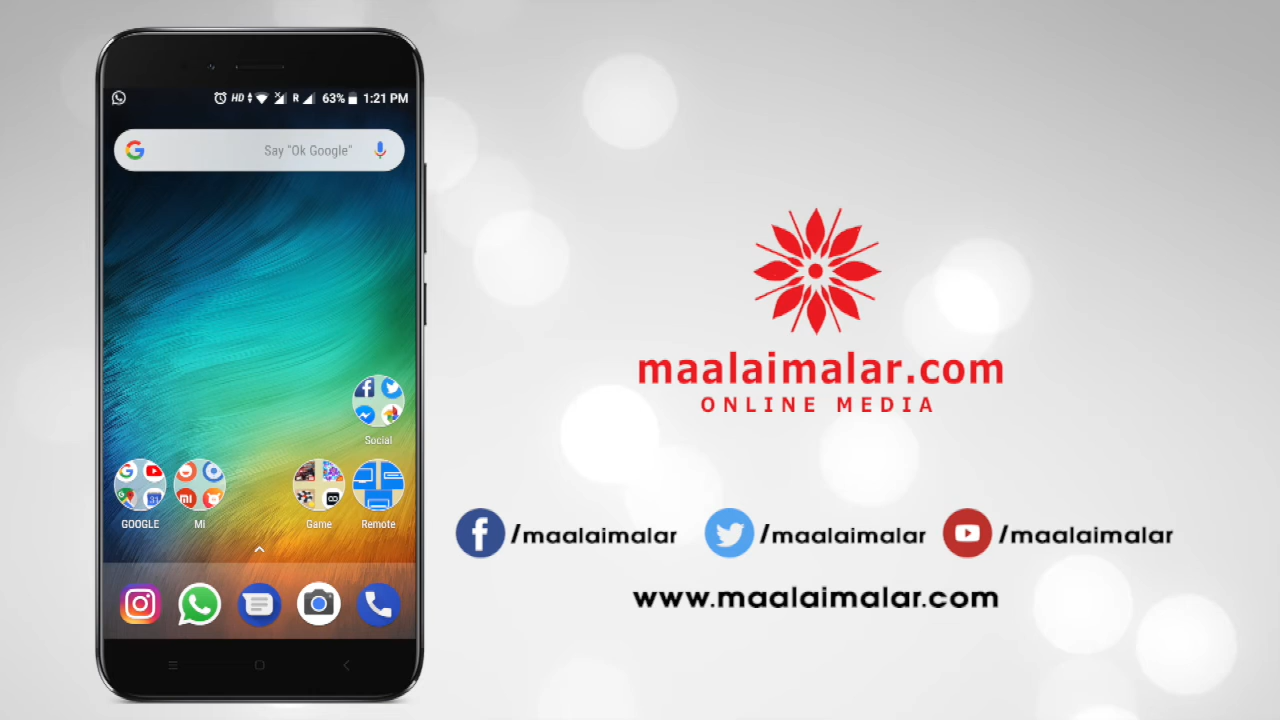 HD R 63% 1:21 PM
Say "Ok Google"
Social
GOOGLE Mi Game Remote
maalaimalar.com
ONLINE MEDIA
/maalaimalar /maalaimalar /maalaimalar
www.maalaimalar.com